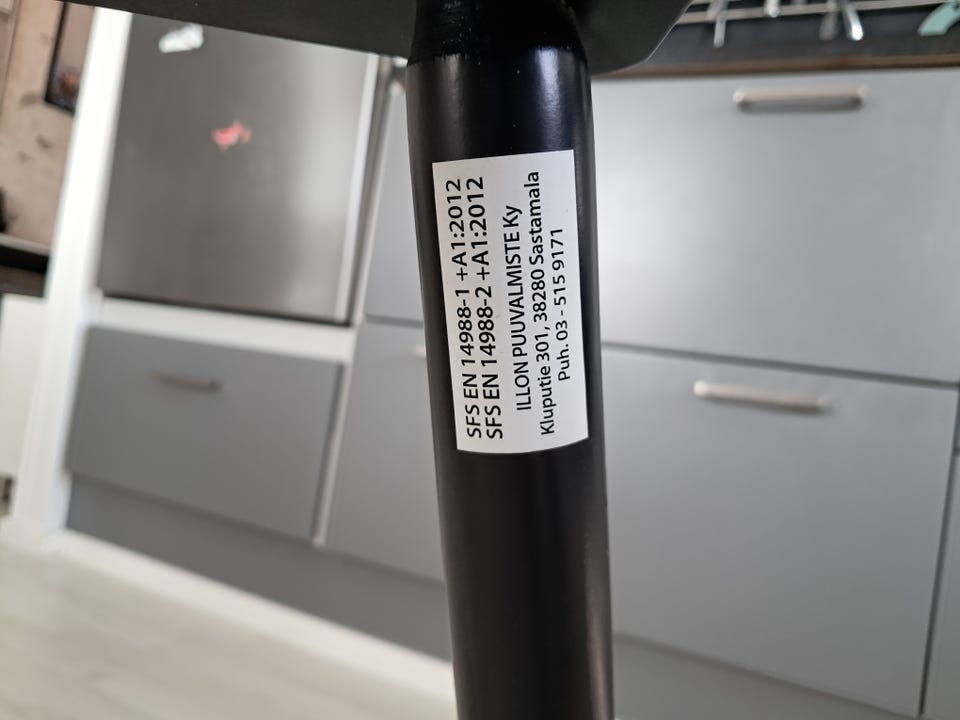 SFS EN 14988-1 +A1:2012
SFS EN 14988-2 +A1:2012
ILLON PUUVALMISTE Ky
Kluputie 301, 38280 Sastamala
Puh. 03 - 515 9171